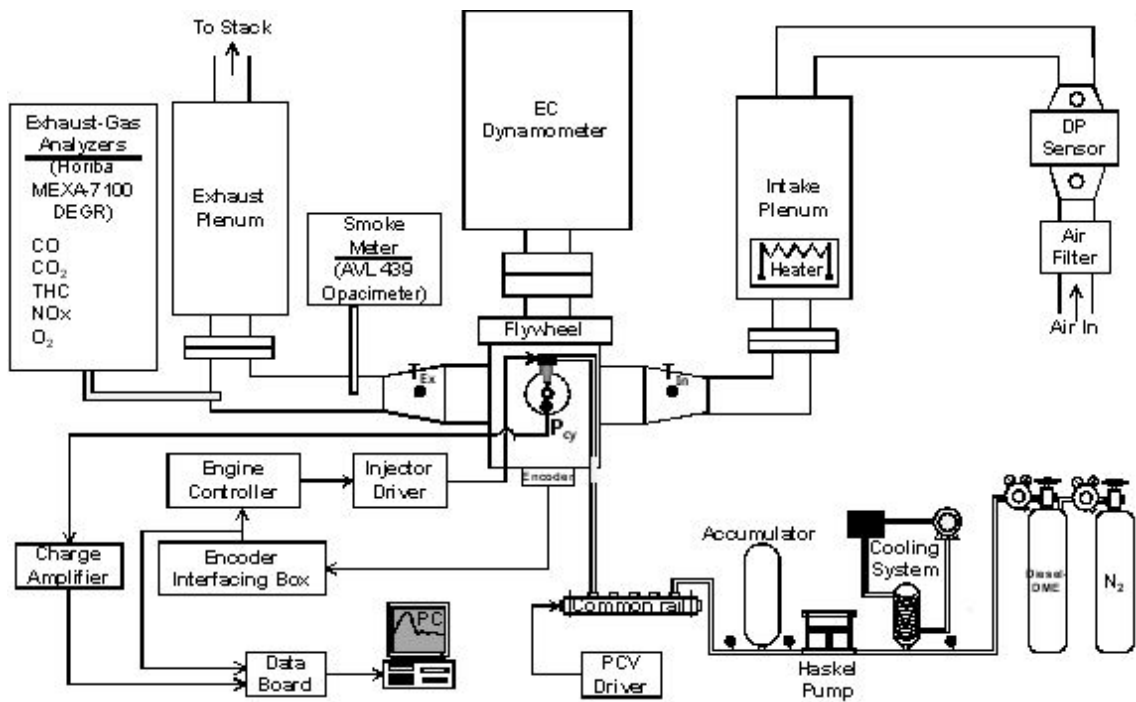 To Stack
Exhaust-Gas
Analyzers
(Horiba
MEXA-7100
DEGR)
CO
CO₂
THC
NOx
O₂
Exhaust
Plenum
Smoke
Meter
(AVL 439
Opacimeter)
EC
Dynamometer
Flywheel
Intake
Plenum
Heater
DP
Sensor
Air
Filter
Air In
Ex
In
Pcy
Encoder
Engine
Controller
Injector
Driver
Charge
Amplifier
Encoder
Interfacing Box
PC
Data
Board
Common rail
PCV
Driver
Accumulator
Haskel
Pump
Cooling
System
Diesel-
DME
N₂